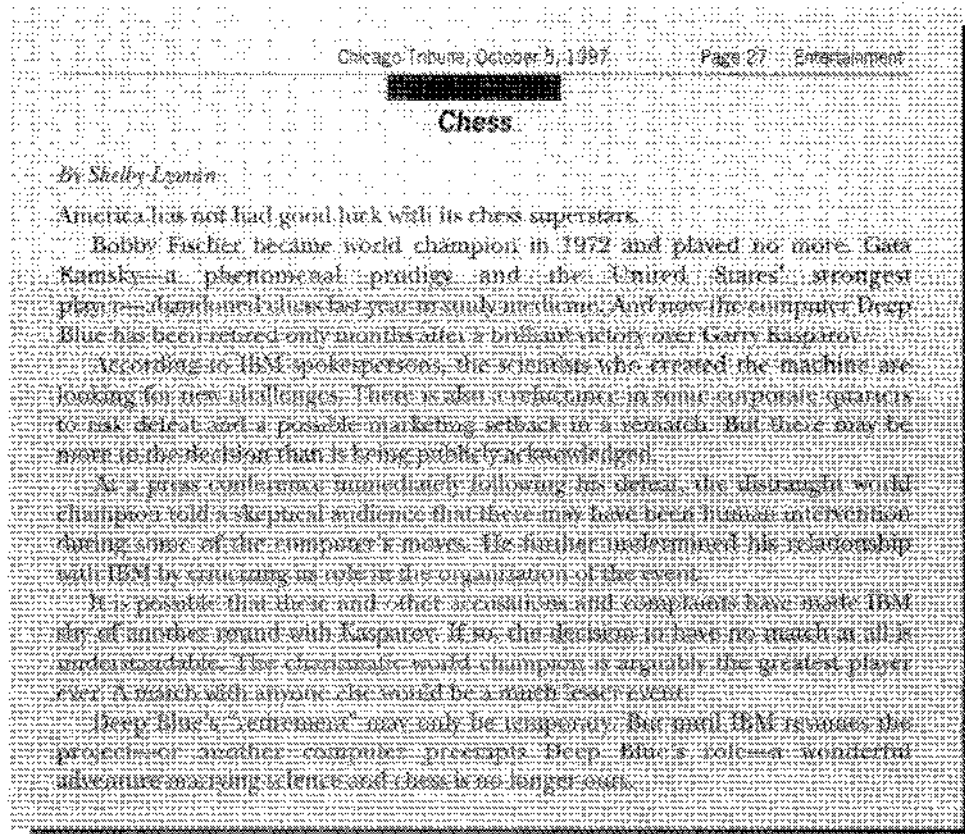 Chicago Tribune, October 5, 1997 Page 27 Entertainment
Chess
By Shelby Lyman
America has not had good luck with its chess superstars.
Bobby Fischer became world champion in 1972 and played no more. Gata
Kamsky—a phenomenal prodigy and the United States' strongest
player—abandoned chess last year to study medicine. And now the computer Deep
Blue has been retired only months after a brilliant victory over Garry Kasparov.
According to IBM spokespersons, the scientists who created the machine are
looking for new challenges. There is also a reluctance in some corporate quarters
to risk defeat and a possible marketing setback in a rematch. But there may be
more to the decision than is being publicly acknowledged.
At a press conference immediately following his defeat, the distraught world
champion told a skeptical audience that there may have been human intervention
during some of the computer's moves. He further undermined his relationship
with IBM by criticizing its role in the organization of the event.
It is possible that these and other accusations and complaints have made IBM
shy of another round with Kasparov. If so, the decision to have no match at all is
understandable. The charismatic world champion is arguably the greatest player
ever. A match with anyone else would be a much lesser event.
Deep Blue's "retirement" may only be temporary. But until IBM resumes the
project—or another computer preempts Deep Blue's role—a wonderful
adventure marrying science and chess is no longer ours.